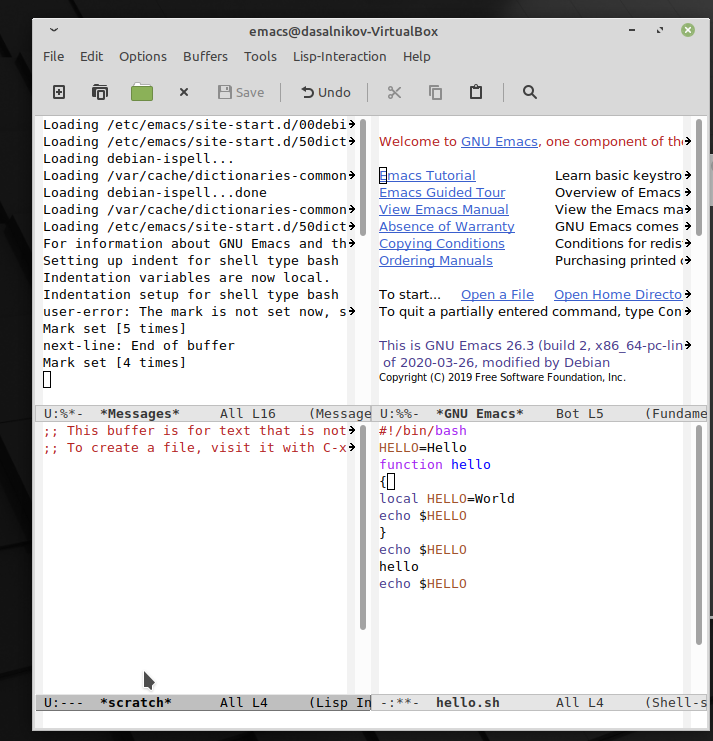 emacs@dasalnikov-VirtualBox
File Edit Options Buffers Tools Lisp-Interaction Help
Save Undo
Loading /etc/emacs/site-start.d/00debi
Loading /etc/emacs/site-start.d/50dict
Loading debian-ispell...
Loading /var/cache/dictionaries-common
Loading debian-ispell...done
Loading /var/cache/dictionaries-common
Loading /etc/emacs/site-start.d/50dict
For information about GNU Emacs and th
Setting up indent for shell type bash
Indentation variables are now local.
Indentation setup for shell type bash
user-error: The mark is not set now, s
Mark set [5 times]
next-line: End of buffer
Mark set [4 times]
U:%*- *Messages* All L16 (Message
Welcome to GNU Emacs, one component of the
Emacs Tutorial Learn basic keystro
Emacs Guided Tour Overview of Emacs
View Emacs Manual View the Emacs ma
Absence of Warranty GNU Emacs comes
Copying Conditions Conditions for redis
Ordering Manuals Purchasing printed c
To start... Open a File Open Home Directo
To quit a partially entered command, type Con
This is GNU Emacs 26.3 (build 2, x86_64-pc-lin
of 2020-03-26, modified by Debian
Copyright (C) 2019 Free Software Foundation, Inc.
U:%%- *GNU Emacs* Bot L5 (Fundame
;; This buffer is for text that is not
;; To create a file, visit it with C-x
U:--- *scratch* All L4 (Lisp In
#!/bin/bash
HELLO=Hello
function hello
{
local HELLO=World
echo $HELLO
}
echo $HELLO
hello
echo $HELLO
-:**- hello.sh All L4 (Shell-s